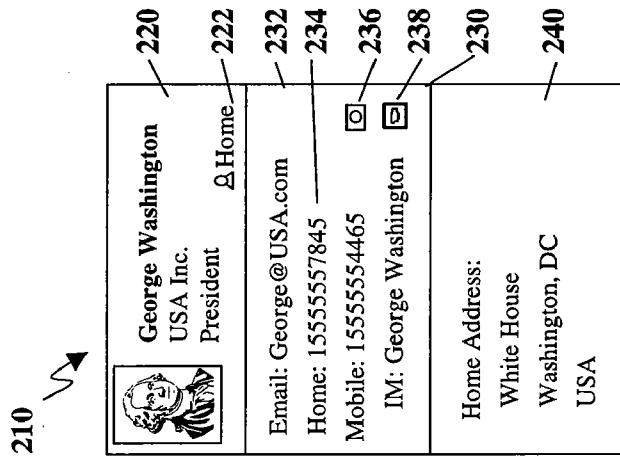 210
George Washington
USA Inc.
President
Home
Email: George@USA.com
Home: 15555557845
Mobile: 15555554465
IM: George Washington
Home Address:
White House
Washington, DC
USA
220
222
232
234
236
238
230
240